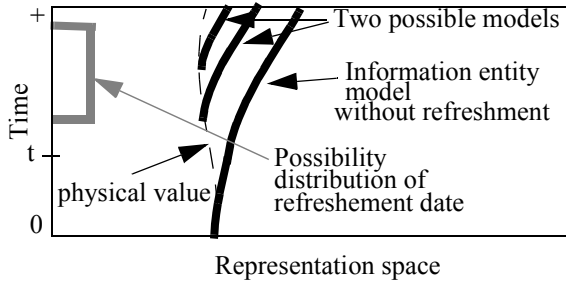 +
Two possible models
Information entity
model
without refreshment
Time
t
Possibility
distribution of
refreshement date
physical value
0
Representation space